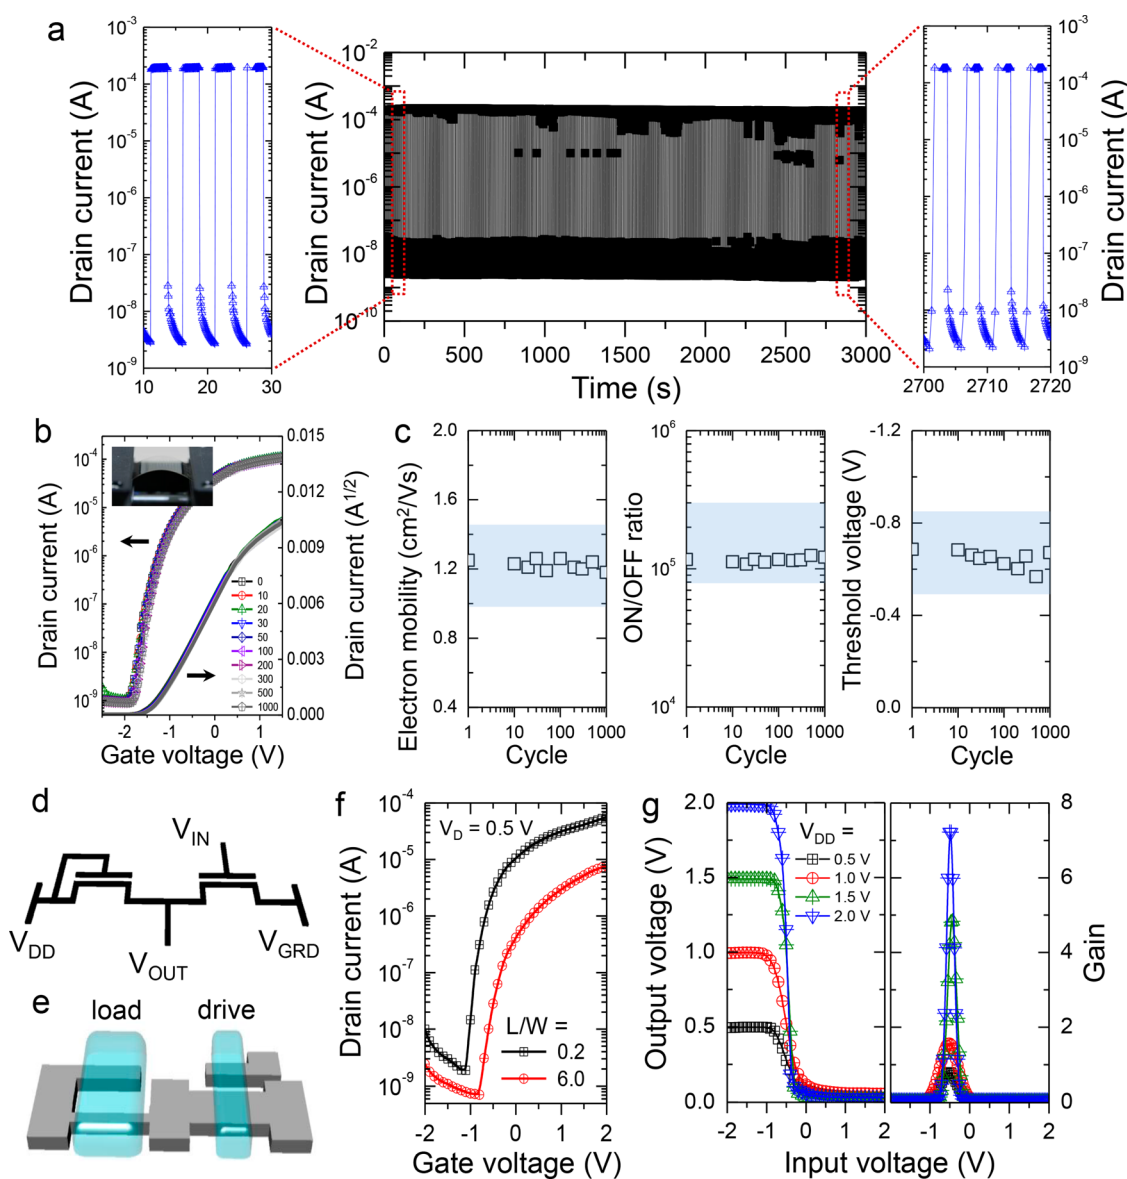 a
Drain current (A)
10⁻³
10⁻⁴
10⁻⁵
10⁻⁶
10⁻⁷
10⁻⁸
10⁻⁹
10 20 30
Drain current (A)
10⁻²
10⁻⁴
10⁻⁶
10⁻⁸
10⁻¹⁰
0 500 1000 1500 2000 2500 3000
Time (s)
10⁻³
10⁻⁴
10⁻⁵
10⁻⁶
10⁻⁷
10⁻⁸
10⁻⁹
2700 2710 2720
Drain current (A)
b
Drain current (A)
10⁻⁴
10⁻⁵
10⁻⁶
10⁻⁷
10⁻⁸
10⁻⁹
-2 -1 0 1
Gate voltage (V)
0.015
0.012
0.009
0.006
0.003
0.000
Drain current (A^1/2)
0
10
20
30
50
100
200
300
500
1000
c
Electron mobility (cm²/Vs)
2.0
1.6
1.2
0.8
0.4
1 10 100 1000
Cycle
ON/OFF ratio
10⁶
10⁵
10⁴
1 10 100 1000
Cycle
Threshold voltage (V)
-1.2
-0.8
-0.4
0.0
1 10 100 1000
Cycle
d
V_IN
V_DD
V_OUT
V_GRD
e
load drive
f
Drain current (A)
10⁻⁴
10⁻⁵
10⁻⁶
10⁻⁷
10⁻⁸
10⁻⁹
V_D = 0.5 V
L/W =
0.2
6.0
-2 -1 0 1 2
Gate voltage (V)
g
Output voltage (V)
2.0
1.5
1.0
0.5
0.0
V_DD =
0.5 V
1.0 V
1.5 V
2.0 V
-2 -1 0 1 2
-1 0 1 2
Input voltage (V)
8
6
4
2
0
Gain